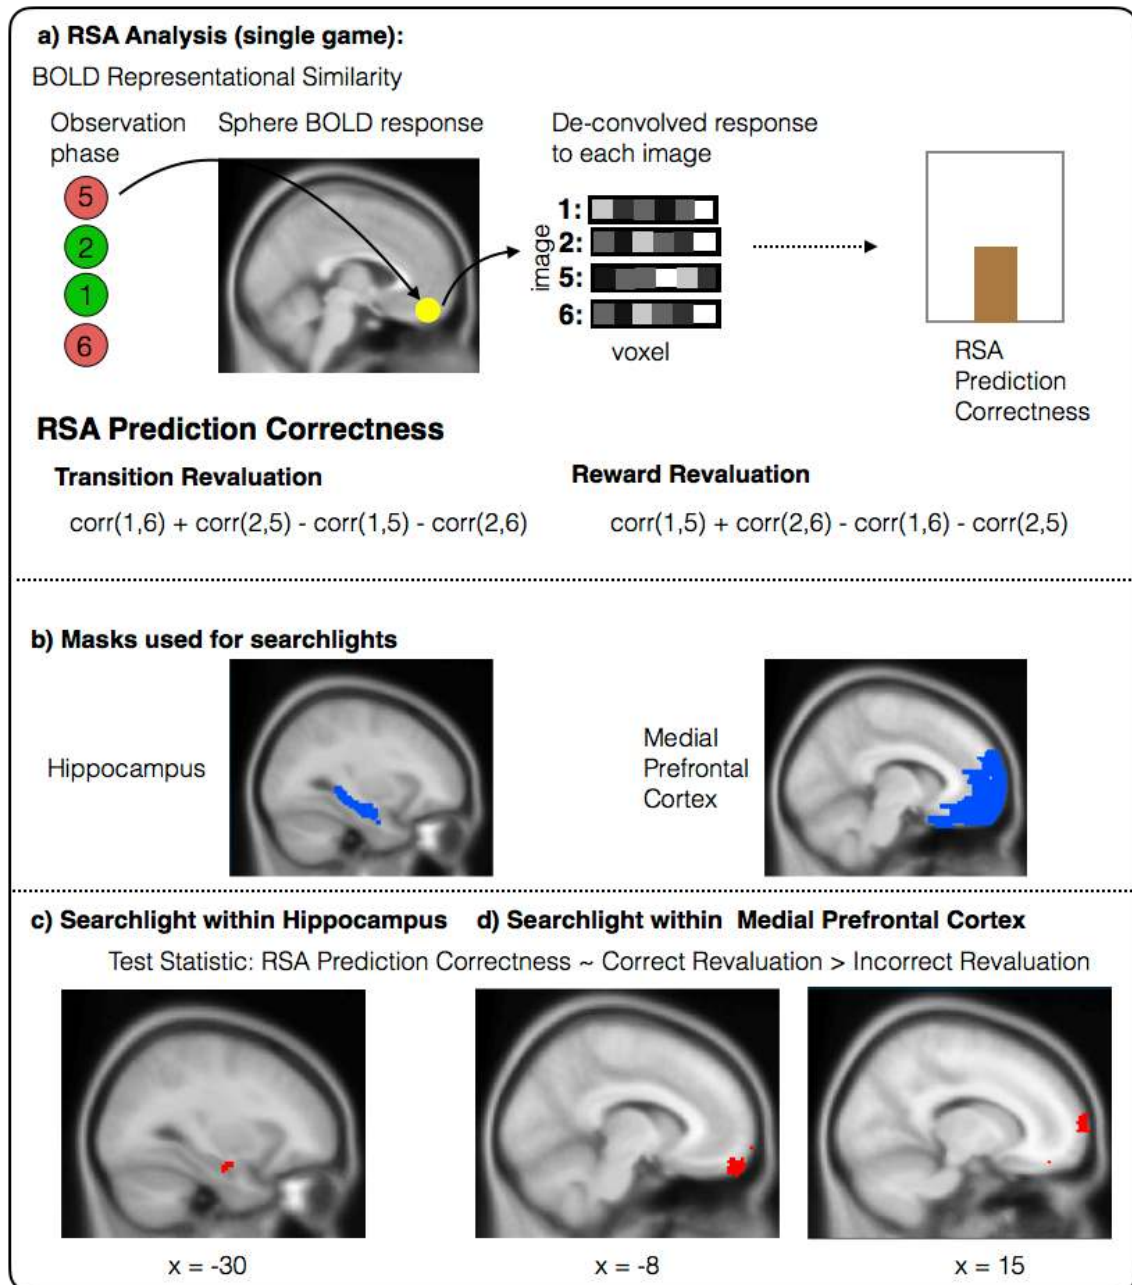 a) RSA Analysis (single game):
BOLD Representational Similarity
Observation
phase
Sphere BOLD response
De-convolved response
to each image
5
2
1
6
image
1:
2:
5:
6:
voxel
RSA
Prediction
Correctness
RSA Prediction Correctness
Transition Revaluation
Reward Revaluation
corr(1,6) + corr(2,5) - corr(1,5) - corr(2,6)
corr(1,5) + corr(2,6) - corr(1,6) - corr(2,5)
b) Masks used for searchlights
Hippocampus
Medial
Prefrontal
Cortex
c) Searchlight within Hippocampus
d) Searchlight within Medial Prefrontal Cortex
Test Statistic: RSA Prediction Correctness ~ Correct Revaluation > Incorrect Revaluation
x = -30
x = -8
x = 15